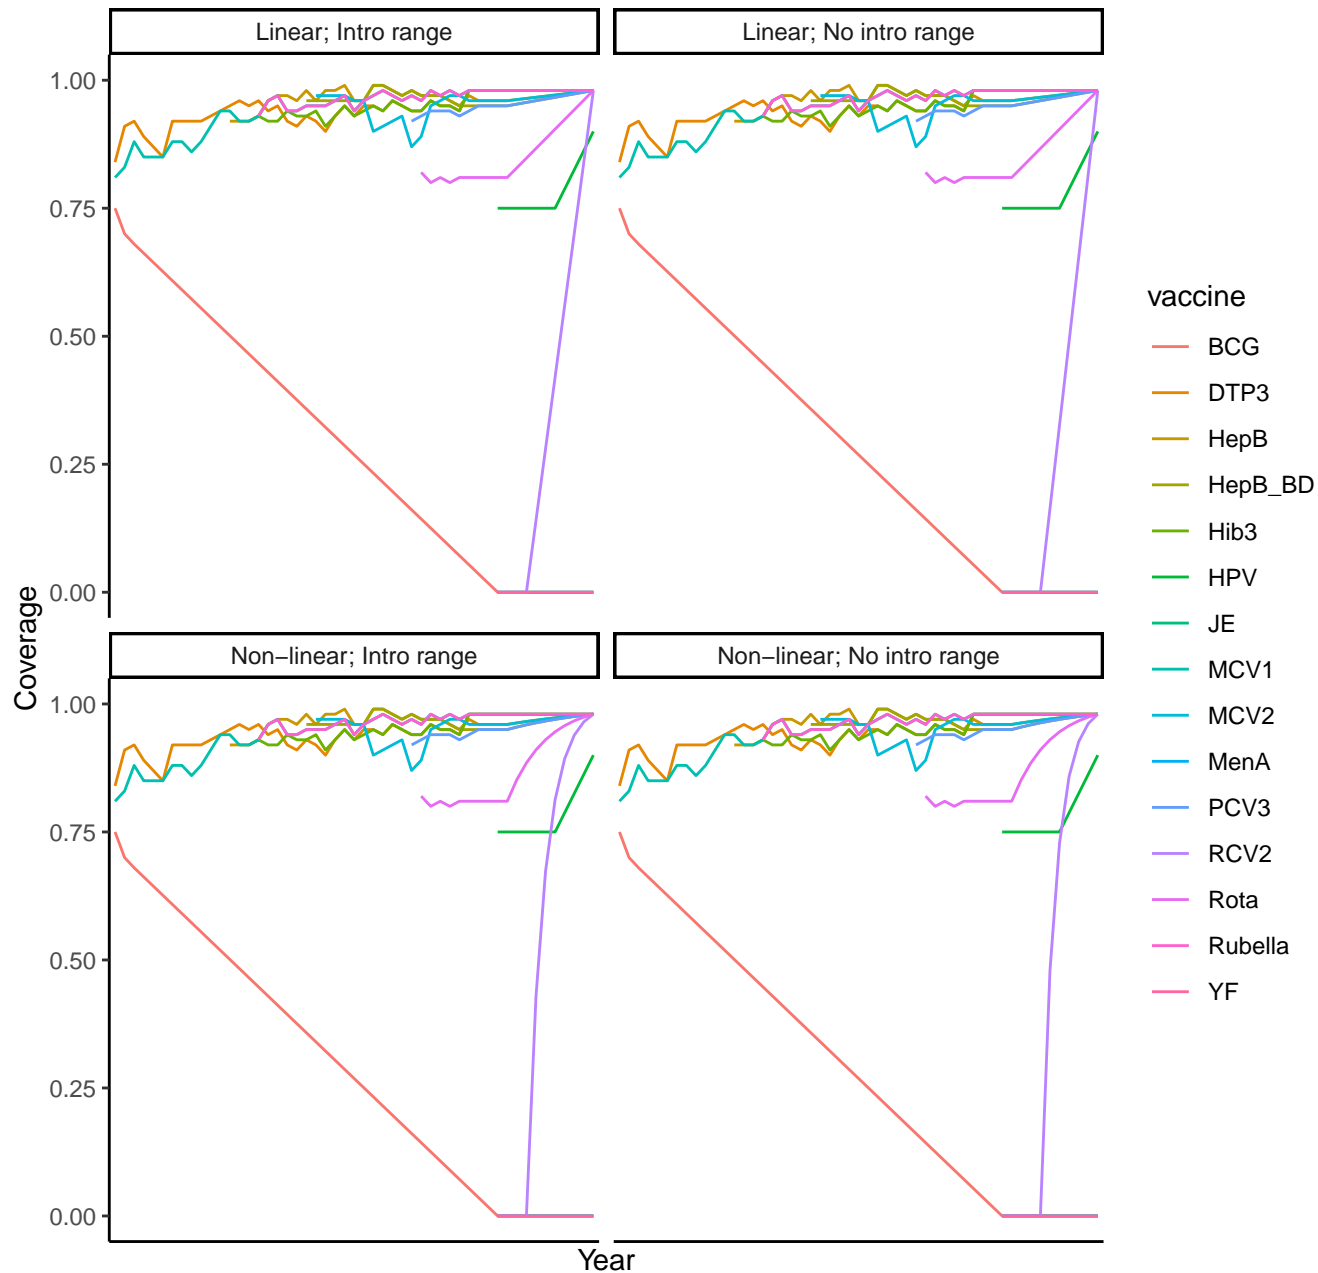 Linear; Intro range
Linear; No intro range
1.00
0.75
0.50
0.25
0.00
Non−linear; Intro range
Non−linear; No intro range
1.00
0.75
0.50
0.25
0.00
Coverage
Year
vaccine
BCG
DTP3
HepB
HepB_BD
Hib3
HPV
JE
MCV1
MCV2
MenA
PCV3
RCV2
Rota
Rubella
YF